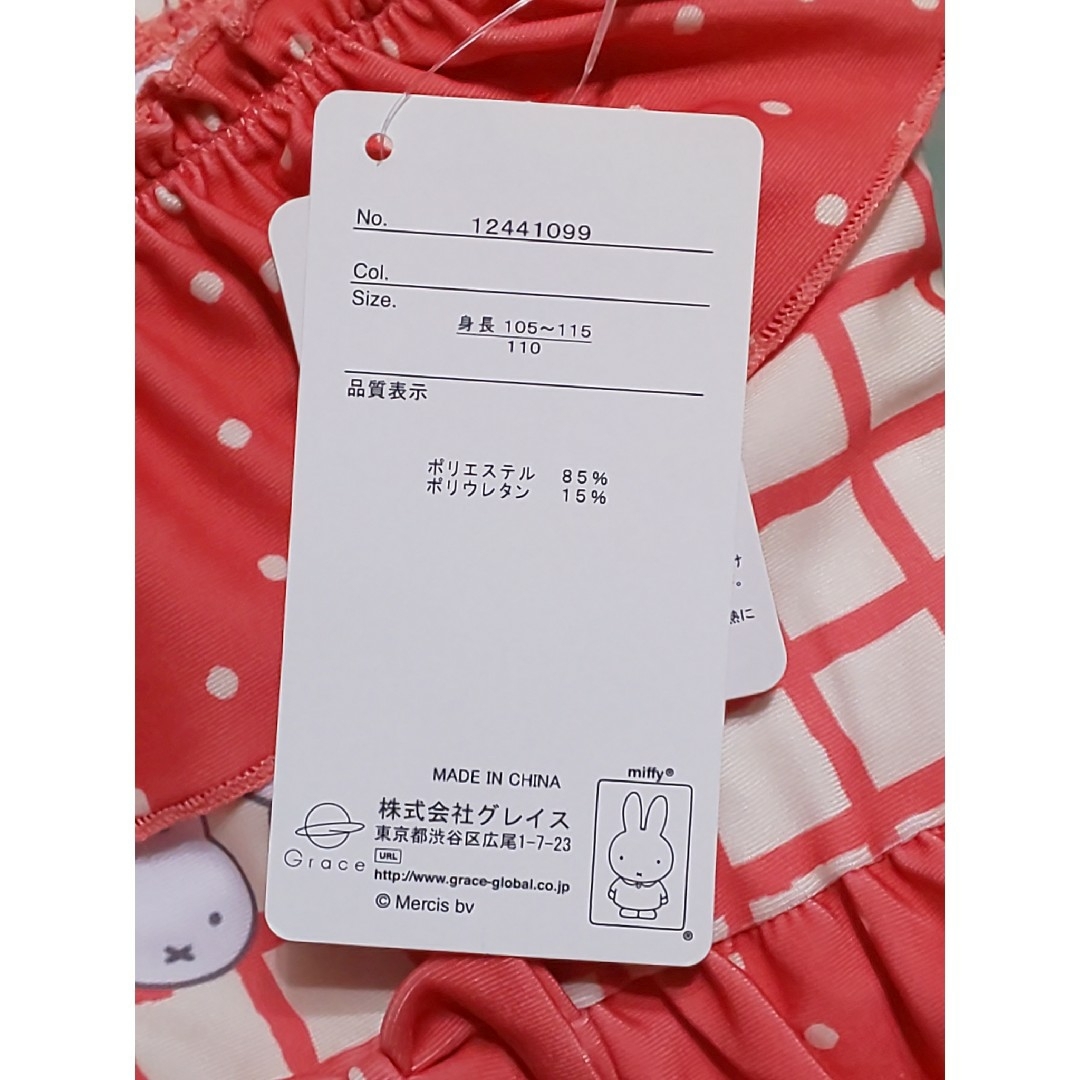 No. 12441099
Col.
Size.
身長 105〜115
110
品質表示
ポリエステル 85%
ポリウレタン 15%
け
。
熱に
MADE IN CHINA
株式会社グレイス
東京都渋谷区広尾1-7-23
URL
http://www.grace-global.co.jp
© Mercis bv
Grace
miffy®
®